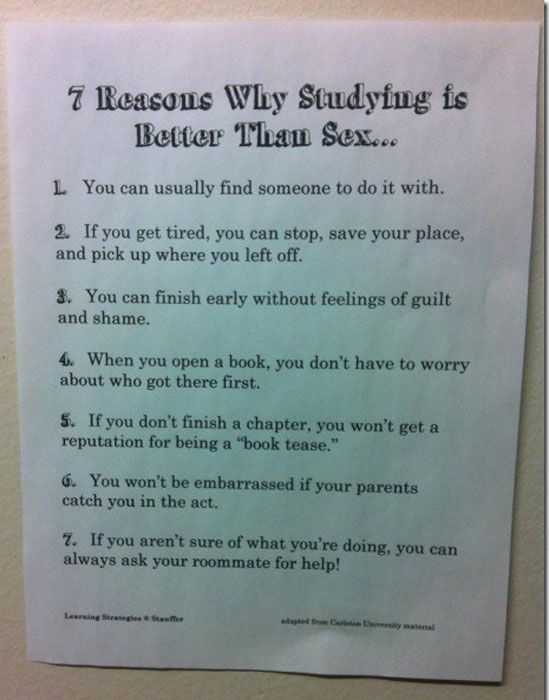 7 Reasons Why Studying is
Better Than Sex...
1. You can usually find someone to do it with.
2. If you get tired, you can stop, save your place,
and pick up where you left off.
3. You can finish early without feelings of guilt
and shame.
4. When you open a book, you don't have to worry
about who got there first.
5. If you don't finish a chapter, you won't get a
reputation for being a “book tease.”
6. You won't be embarrassed if your parents
catch you in the act.
7. If you aren't sure of what you're doing, you can
always ask your roommate for help!
Learning Strategies @ Stauffer
adapted from Carleton University material